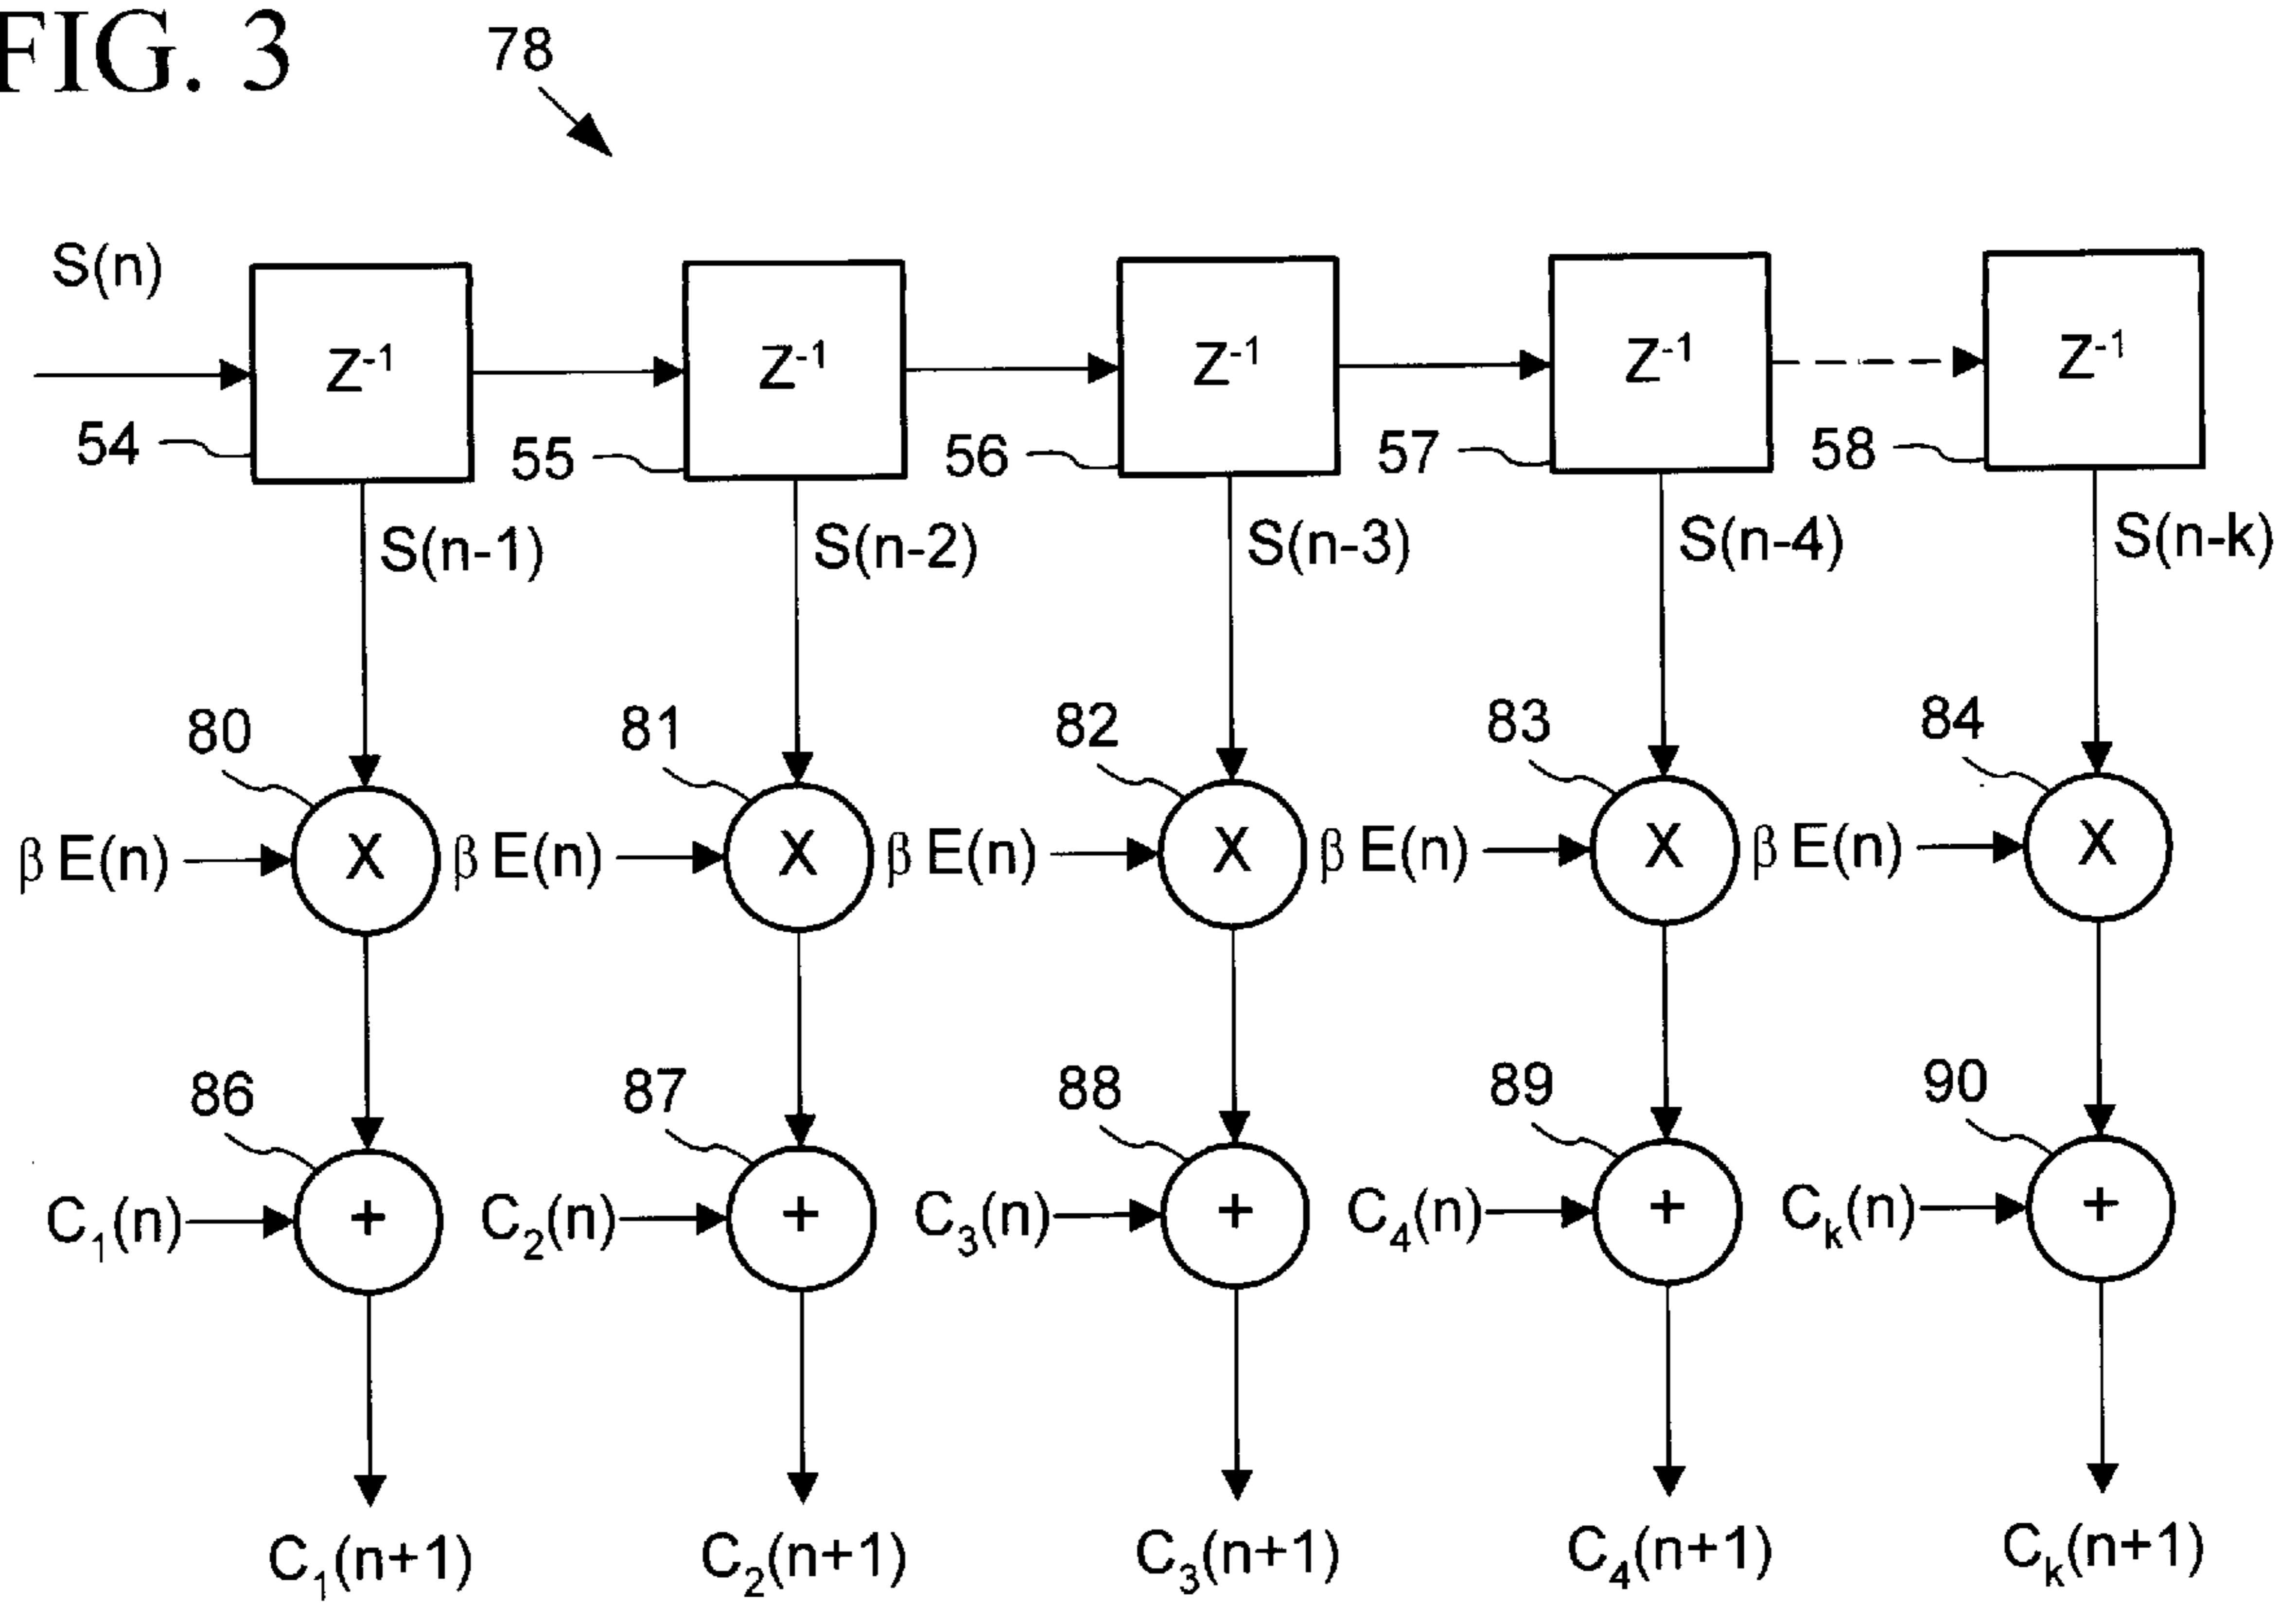 FIG. 3
78
S(n)
Z⁻¹ Z⁻¹ Z⁻¹ Z⁻¹ Z⁻¹
54 55 56 57 58
S(n-1) S(n-2) S(n-3) S(n-4) S(n-k)
80 81 82 83 84
β E(n) X β E(n) X β E(n) X β E(n) X β E(n) X
86 87 88 89 90
C₁(n) + C₂(n) + C₃(n) + C₄(n) + Cₖ(n) +
C₁(n+1) C₂(n+1) C₃(n+1) C₄(n+1) Cₖ(n+1)